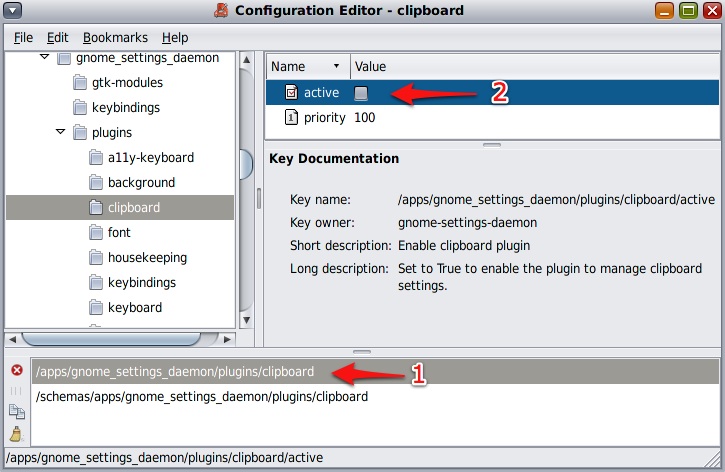 Configuration Editor - clipboard
File Edit Bookmarks Help
gnome_settings_daemon
gtk-modules
keybindings
plugins
a11y-keyboard
background
clipboard
font
housekeeping
keybindings
keyboard
Name Value
active
2
priority 100
Key Documentation
Key name: /apps/gnome_settings_daemon/plugins/clipboard/active
Key owner: gnome-settings-daemon
Short description: Enable clipboard plugin
Long description: Set to True to enable the plugin to manage clipboard
settings.
/apps/gnome_settings_daemon/plugins/clipboard
1
/schemas/apps/gnome_settings_daemon/plugins/clipboard
/apps/gnome_settings_daemon/plugins/clipboard/active